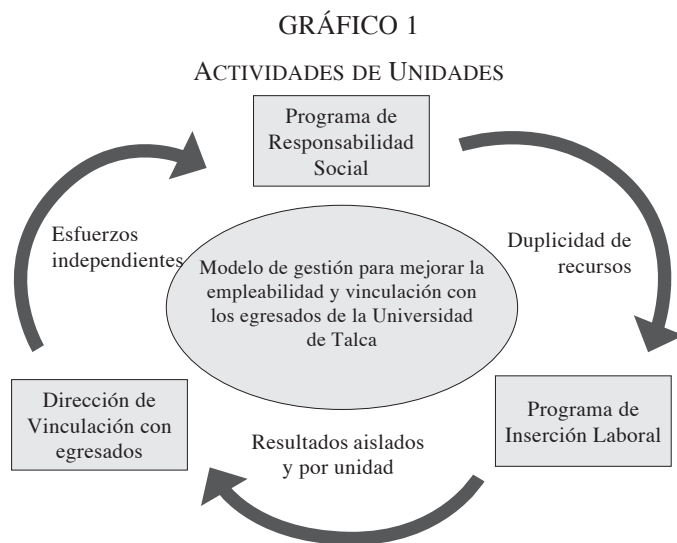 GRÁFICO 1
ACTIVIDADES DE UNIDADES
Programa de
Responsabilidad
Social
Esfuerzos
independientes
Duplicidad de
recursos
Modelo de gestión para mejorar la
empleabilidad y vinculación con
los egresados de la Universidad
de Talca
Dirección de
Vinculación con
egresados
Resultados aislados
y por unidad
Programa de
Inserción Laboral